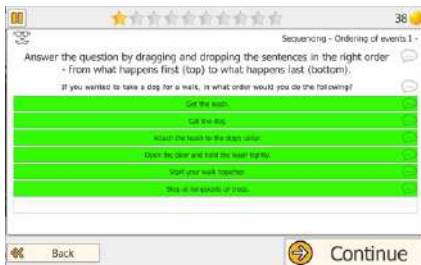 38
Sequencing - Ordering of events 1 -
Answer the question by dragging and dropping the sentences in the right order
- from what happens first (top) to what happens last (bottom).
If you wanted to take a dog for a walk, in what order would you do the following?
Get the leash.
Call the dog.
Attach the leash to the dog's collar.
Open the door and hold the leash tightly.
Start your walk together.
Stop at lampposts or trees.
Back
Continue